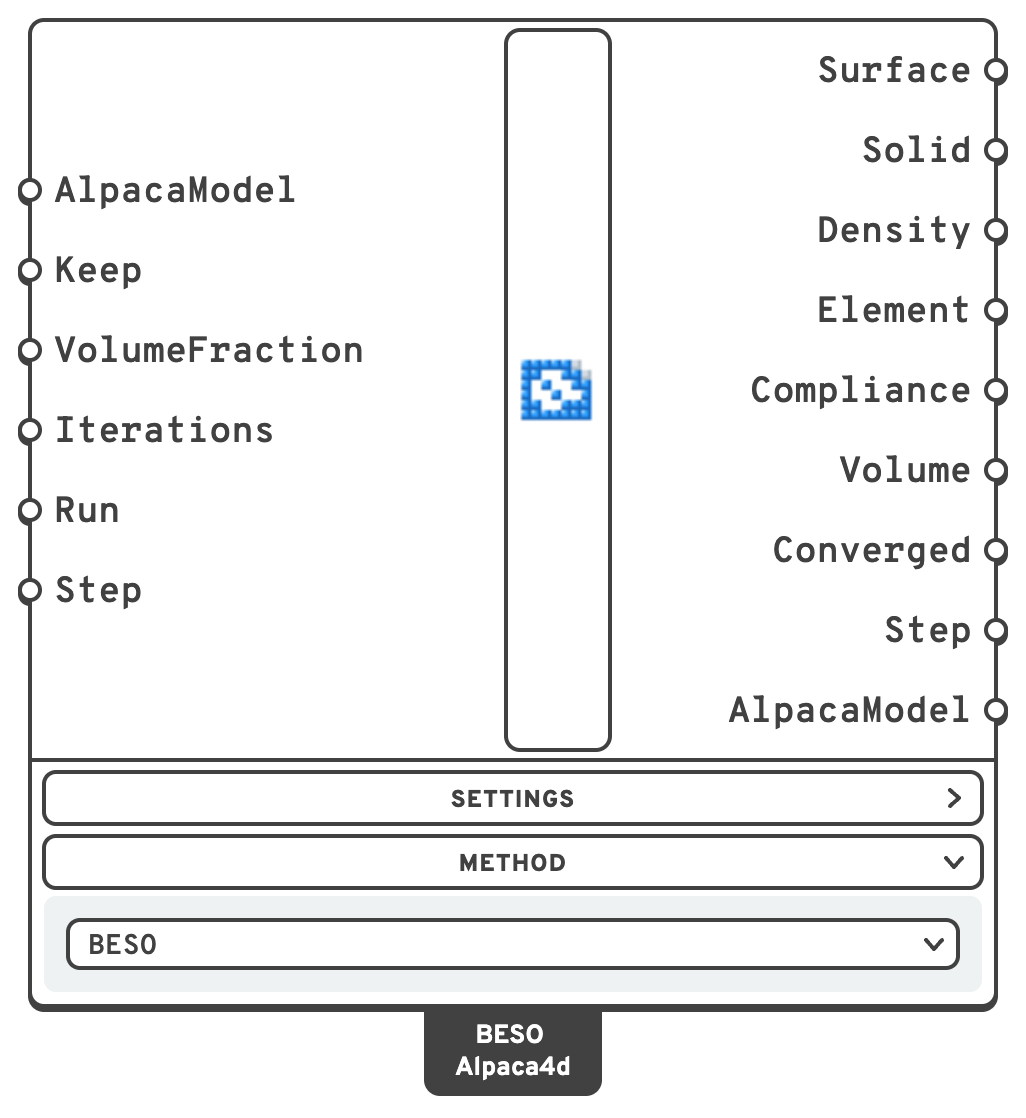 AlpacaModel
Keep
VolumeFraction
Iterations
Run
Step
Surface
Solid
Density
Element
Compliance
Volume
Converged
Step
AlpacaModel
SETTINGS
METHOD
BESO
BESO
Alpaca4d